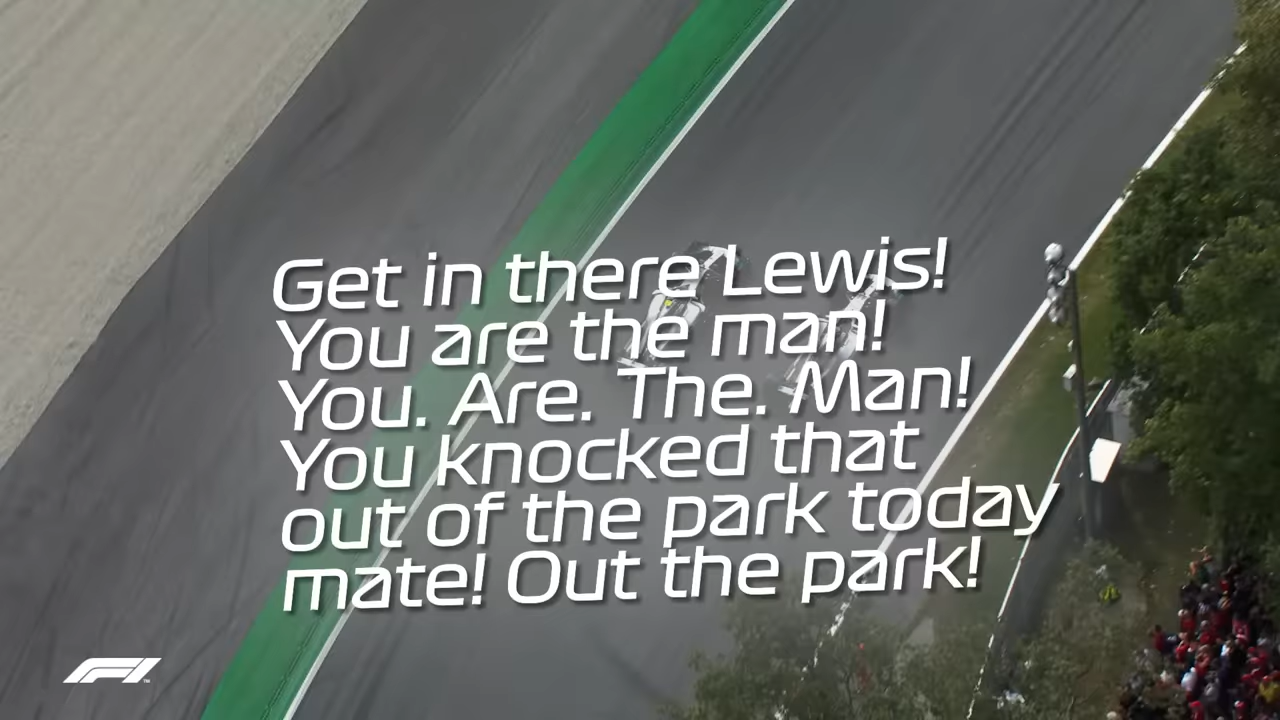 Get in there Lewis!
You are the man!
You. Are. The. Man!
You knocked that
out of the park today
mate! Out the park!
F1